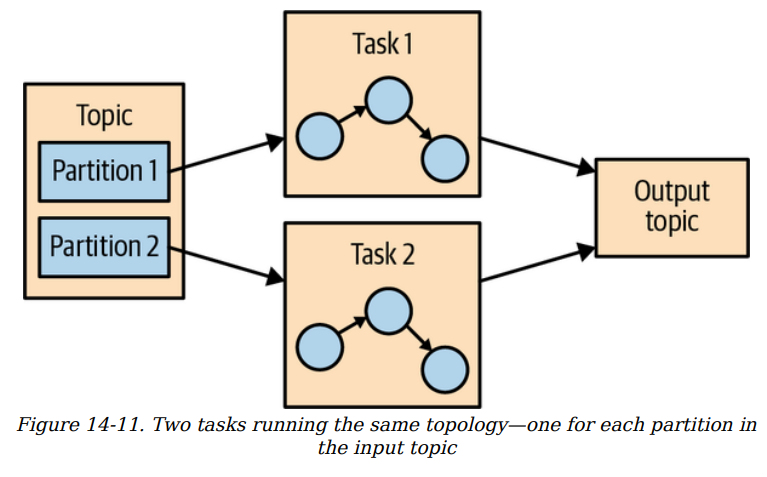 Topic
Partition 1
Partition 2
Task 1
Task 2
Output
topic
Figure 14-11. Two tasks running the same topology—one for each partition in
the input topic